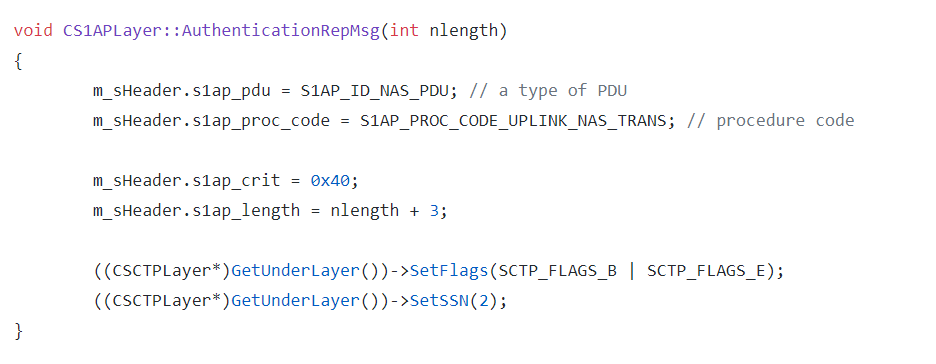 void CS1APLayer::AuthenticationRepMsg(int nlength)
{
        m_sHeader.s1ap_pdu = S1AP_ID_NAS_PDU; // a type of PDU
        m_sHeader.s1ap_proc_code = S1AP_PROC_CODE_UPLINK_NAS_TRANS; // procedure code

        m_sHeader.s1ap_crit = 0x40;
        m_sHeader.s1ap_length = nlength + 3;

        ((CSCTPLayer*)GetUnderLayer())->SetFlags(SCTP_FLAGS_B | SCTP_FLAGS_E);
        ((CSCTPLayer*)GetUnderLayer())->SetSSN(2);
}